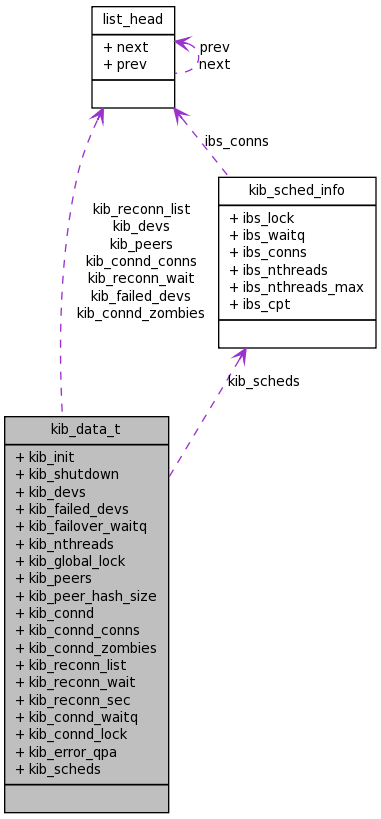 list_head
+ next
+ prev
prev
next
ibs_conns
kib_sched_info
+ ibs_lock
+ ibs_waitq
+ ibs_conns
+ ibs_nthreads
+ ibs_nthreads_max
+ ibs_cpt
kib_reconn_list
kib_devs
kib_peers
kib_connd_conns
kib_reconn_wait
kib_failed_devs
kib_connd_zombies
kib_scheds
kib_data_t
+ kib_init
+ kib_shutdown
+ kib_devs
+ kib_failed_devs
+ kib_failover_waitq
+ kib_nthreads
+ kib_global_lock
+ kib_peers
+ kib_peer_hash_size
+ kib_connd
+ kib_connd_conns
+ kib_connd_zombies
+ kib_reconn_list
+ kib_reconn_wait
+ kib_reconn_sec
+ kib_connd_waitq
+ kib_connd_lock
+ kib_error_qpa
+ kib_scheds